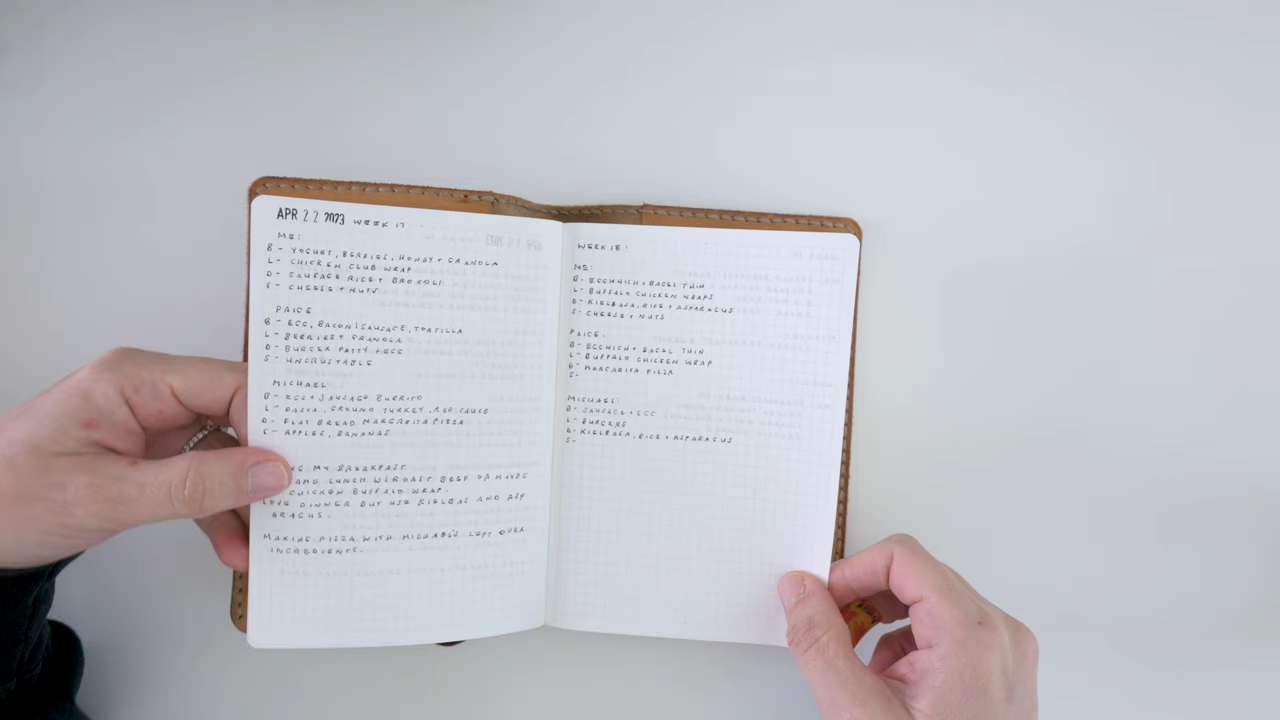 APR 22 2023 WEEK 17
ME:
B - YOGURT, BERRIES, HONEY + GRANOLA
L - CHICKEN CLUB WRAP
D - SAUSAGE RICE + BROCOLI
S - CHEESE + NUTS
PAIGE
B - EGG, BACON | SAUSAGE, TORTILLA
L - BERRIES + GRANOLA
D - BURGER PATTY + EGG
S - UNCRUSTABLE
MICHAEL
B - EGG + SAUSAGE BURRITO
L - PASTA, GROUND TURKEY, RED SAUCE
D - FLAT BREAD MARGARITA PIZZA
S - APPLES, BANANAS
MY BREAKFAST
LUNCH W/ ROAST BEEF OR MAYBE
CHICKEN BUFFALO WRAP.
LOVE DINNER BUT USE KIELBAS AND ASP
ARAGUS.
MAKING PIZZA WITH MICHAEL'S LEFT OVER
INGREDIENTS.
WEEK 18:
ME:
B - EGGWICH + BAGEL THIN
L - BUFFALO CHICKEN WRAPS
D - KIELBASA, RICE + ASPARAGUS
S - CHEESE + NUTS
PAIGE:
B - EGGWICH + BAGEL THIN
L - BUFFALO CHICKEN WRAP
D - MARGARITA PIZZA
S -
MICHAEL:
B - SAUSAGE + EGG
L - BURGERS
D - KIELBASA, RICE + ASPARAGUS
S -